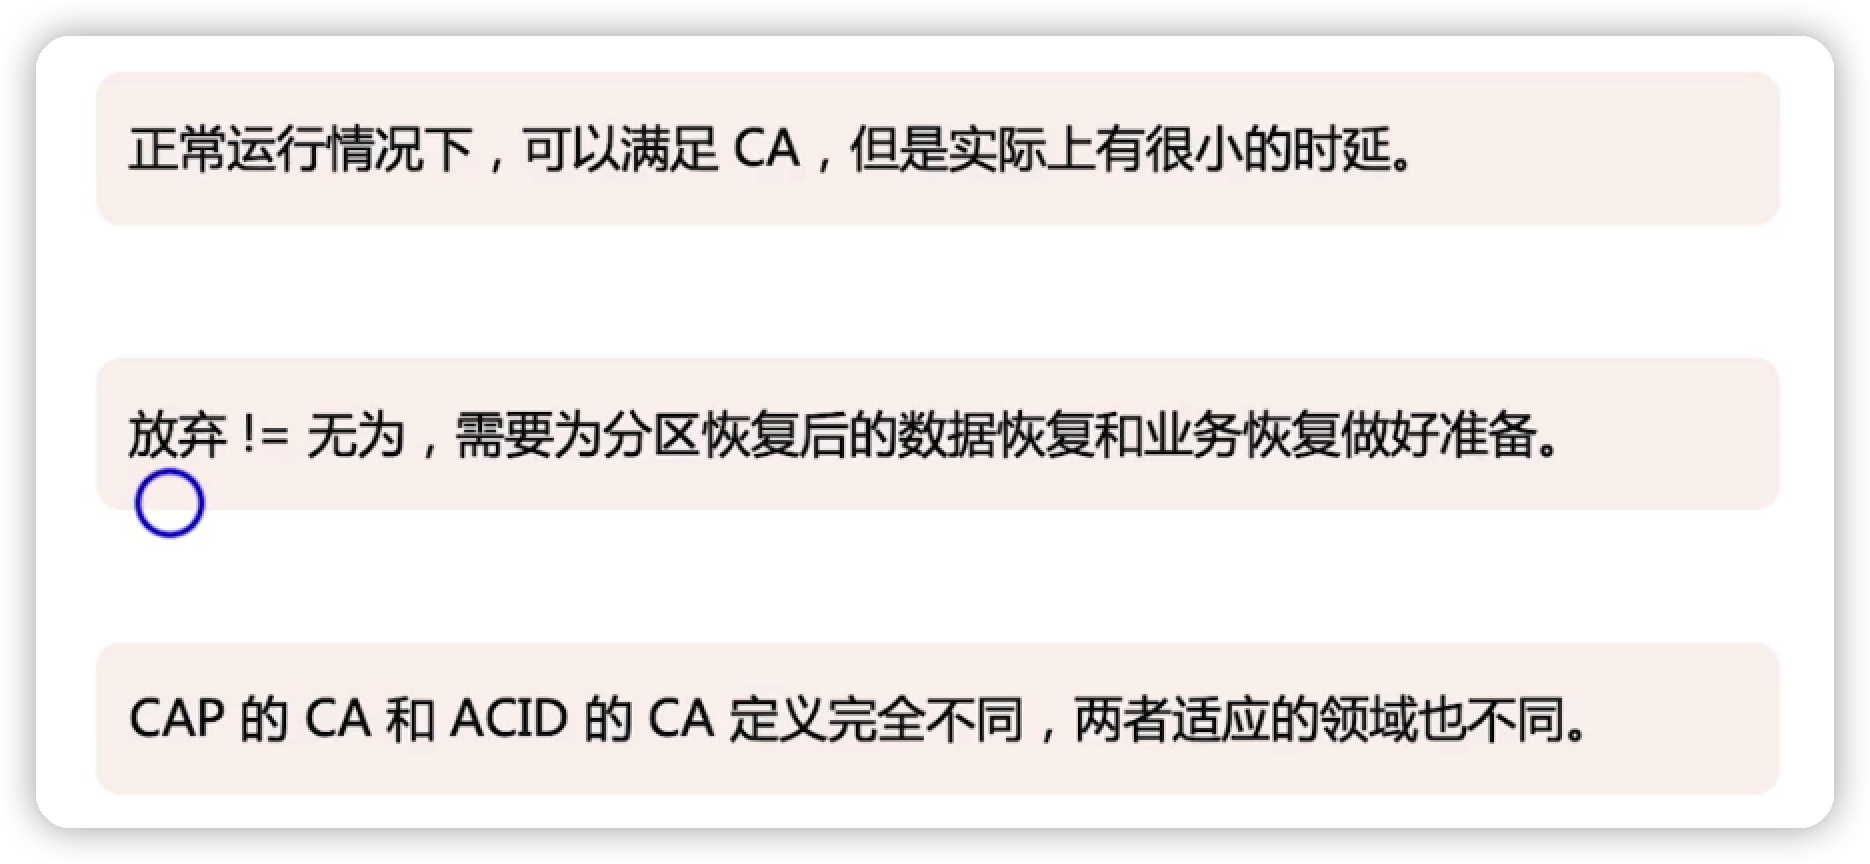 正常运行情况下，可以满足 CA，但是实际上有很小的时延。
放弃 != 无为，需要为分区恢复后的数据恢复和业务恢复做好准备。
CAP 的 CA 和 ACID 的 CA 定义完全不同，两者适应的领域也不同。